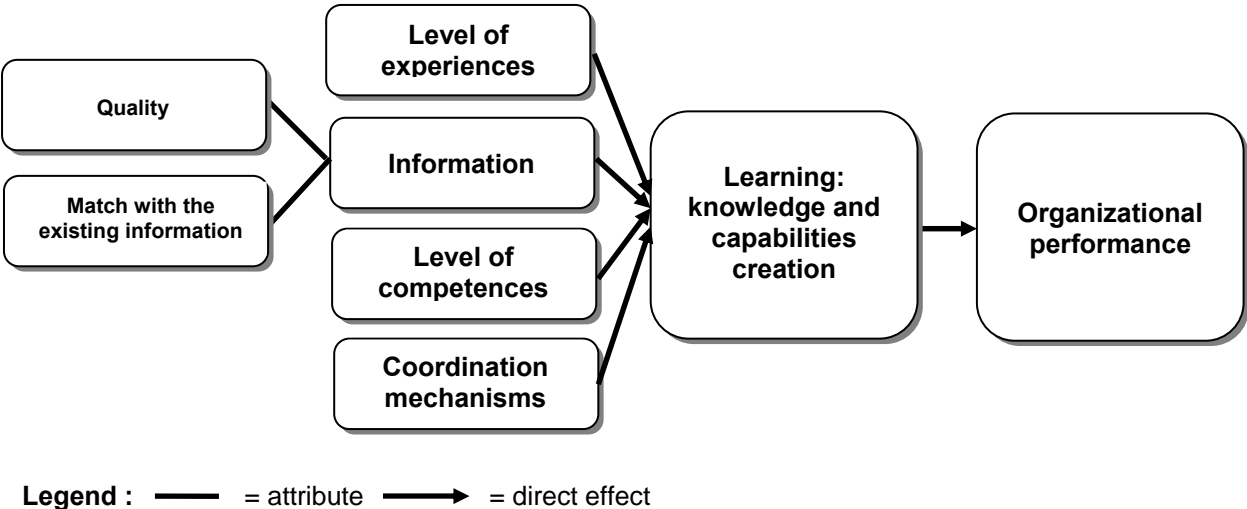 Quality
Match with the
existing information
Level of
experiences
Information
Level of
competences
Coordination
mechanisms
Learning:
knowledge and
capabilities
creation
Organizational
performance
Legend : = attribute = direct effect